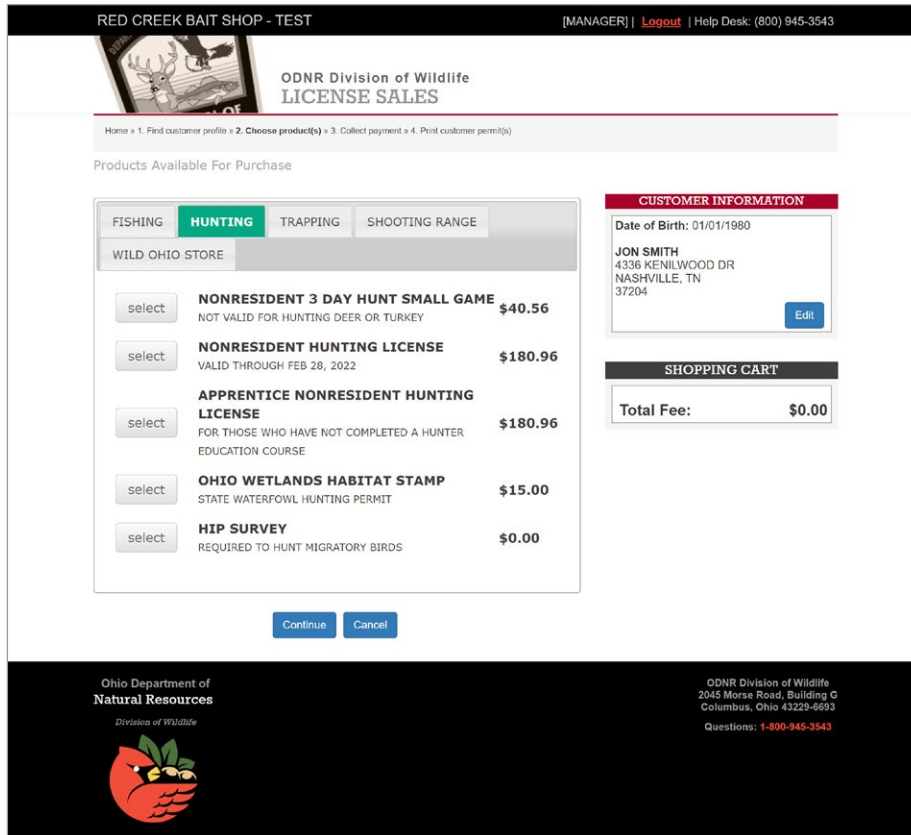 RED CREEK BAIT SHOP - TEST
[MANAGER] | Logout | Help Desk: (800) 945-3543
ODNR Division of Wildlife
LICENSE SALES
Home » 1. Find customer profile » 2. Choose product(s) » 3. Collect payment » 4. Print customer permit(s)
Products Available For Purchase
FISHING HUNTING TRAPPING SHOOTING RANGE
WILD OHIO STORE
select NONRESIDENT 3 DAY HUNT SMALL GAME $40.56
NOT VALID FOR HUNTING DEER OR TURKEY
select NONRESIDENT HUNTING LICENSE $180.96
VALID THROUGH FEB 28, 2022
APPRENTICE NONRESIDENT HUNTING
select LICENSE $180.96
FOR THOSE WHO HAVE NOT COMPLETED A HUNTER
EDUCATION COURSE
select OHIO WETLANDS HABITAT STAMP $15.00
STATE WATERFOWL HUNTING PERMIT
select HIP SURVEY $0.00
REQUIRED TO HUNT MIGRATORY BIRDS
Continue Cancel
CUSTOMER INFORMATION
Date of Birth: 01/01/1980
JON SMITH
4336 KENILWOOD DR
NASHVILLE, TN
37204
Edit
SHOPPING CART
Total Fee: $0.00
Ohio Department of
Natural Resources
Division of Wildlife
ODNR Division of Wildlife
2045 Morse Road, Building G
Columbus, Ohio 43229-6693
Questions: 1-800-945-3543